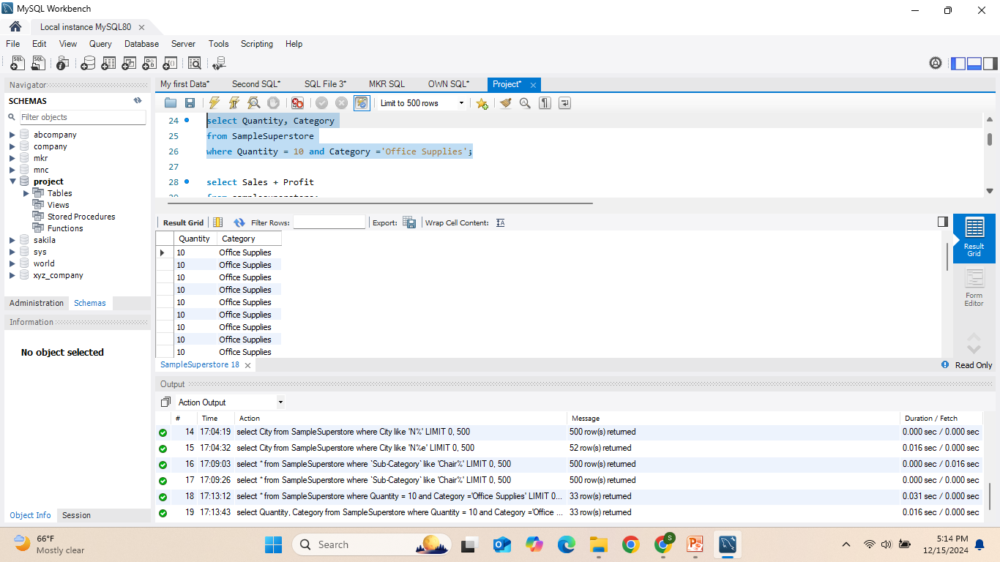 MySQL Workbench
Local instance MySQL80
File Edit View Query Database Server Tools Scripting Help
Navigator
SCHEMAS
Filter objects
abcompany
company
mkr
mnc
project
Tables
Views
Stored Procedures
Functions
sakila
sys
world
xyz_company
Administration Schemas
Information
No object selected
Object Info Session
My first Data* Second SQL* SQL File 3* MKR SQL OWN SQL* Project*
Limit to 500 rows
24 select Quantity, Category
25 from SampleSuperstore
26 where Quantity = 10 and Category ='Office Supplies';
27
28 select Sales + Profit
29 from samplesuperstore;
Result Grid Filter Rows: Export: Wrap Cell Content:
Quantity Category
10 Office Supplies
10 Office Supplies
10 Office Supplies
10 Office Supplies
10 Office Supplies
10 Office Supplies
10 Office Supplies
10 Office Supplies
10 Office Supplies
Result
Grid
Form
Editor
SampleSuperstore 18
Read Only
Output
Action Output
# Time Action Message Duration / Fetch
14 17:04:19 select City from SampleSuperstore where City like 'N%' LIMIT 0, 500 500 row(s) returned 0.000 sec / 0.000 sec
15 17:04:32 select City from SampleSuperstore where City like 'N%e' LIMIT 0, 500 52 row(s) returned 0.016 sec / 0.000 sec
16 17:09:03 select * from SampleSuperstore where `Sub-Category` like 'Chair%' LIMIT 0, 500 500 row(s) returned 0.000 sec / 0.016 sec
17 17:09:26 select * from SampleSuperstore where `Sub-Category` like 'Chair%' LIMIT 0, 500 500 row(s) returned 0.000 sec / 0.000 sec
18 17:13:12 select * from SampleSuperstore where Quantity = 10 and Category ='Office Supplies' LIMIT 0... 33 row(s) returned 0.031 sec / 0.000 sec
19 17:13:43 select Quantity, Category from SampleSuperstore where Quantity = 10 and Category ='Office ... 33 row(s) returned 0.016 sec / 0.000 sec
66°F
Mostly clear
Search
5:14 PM
12/15/2024